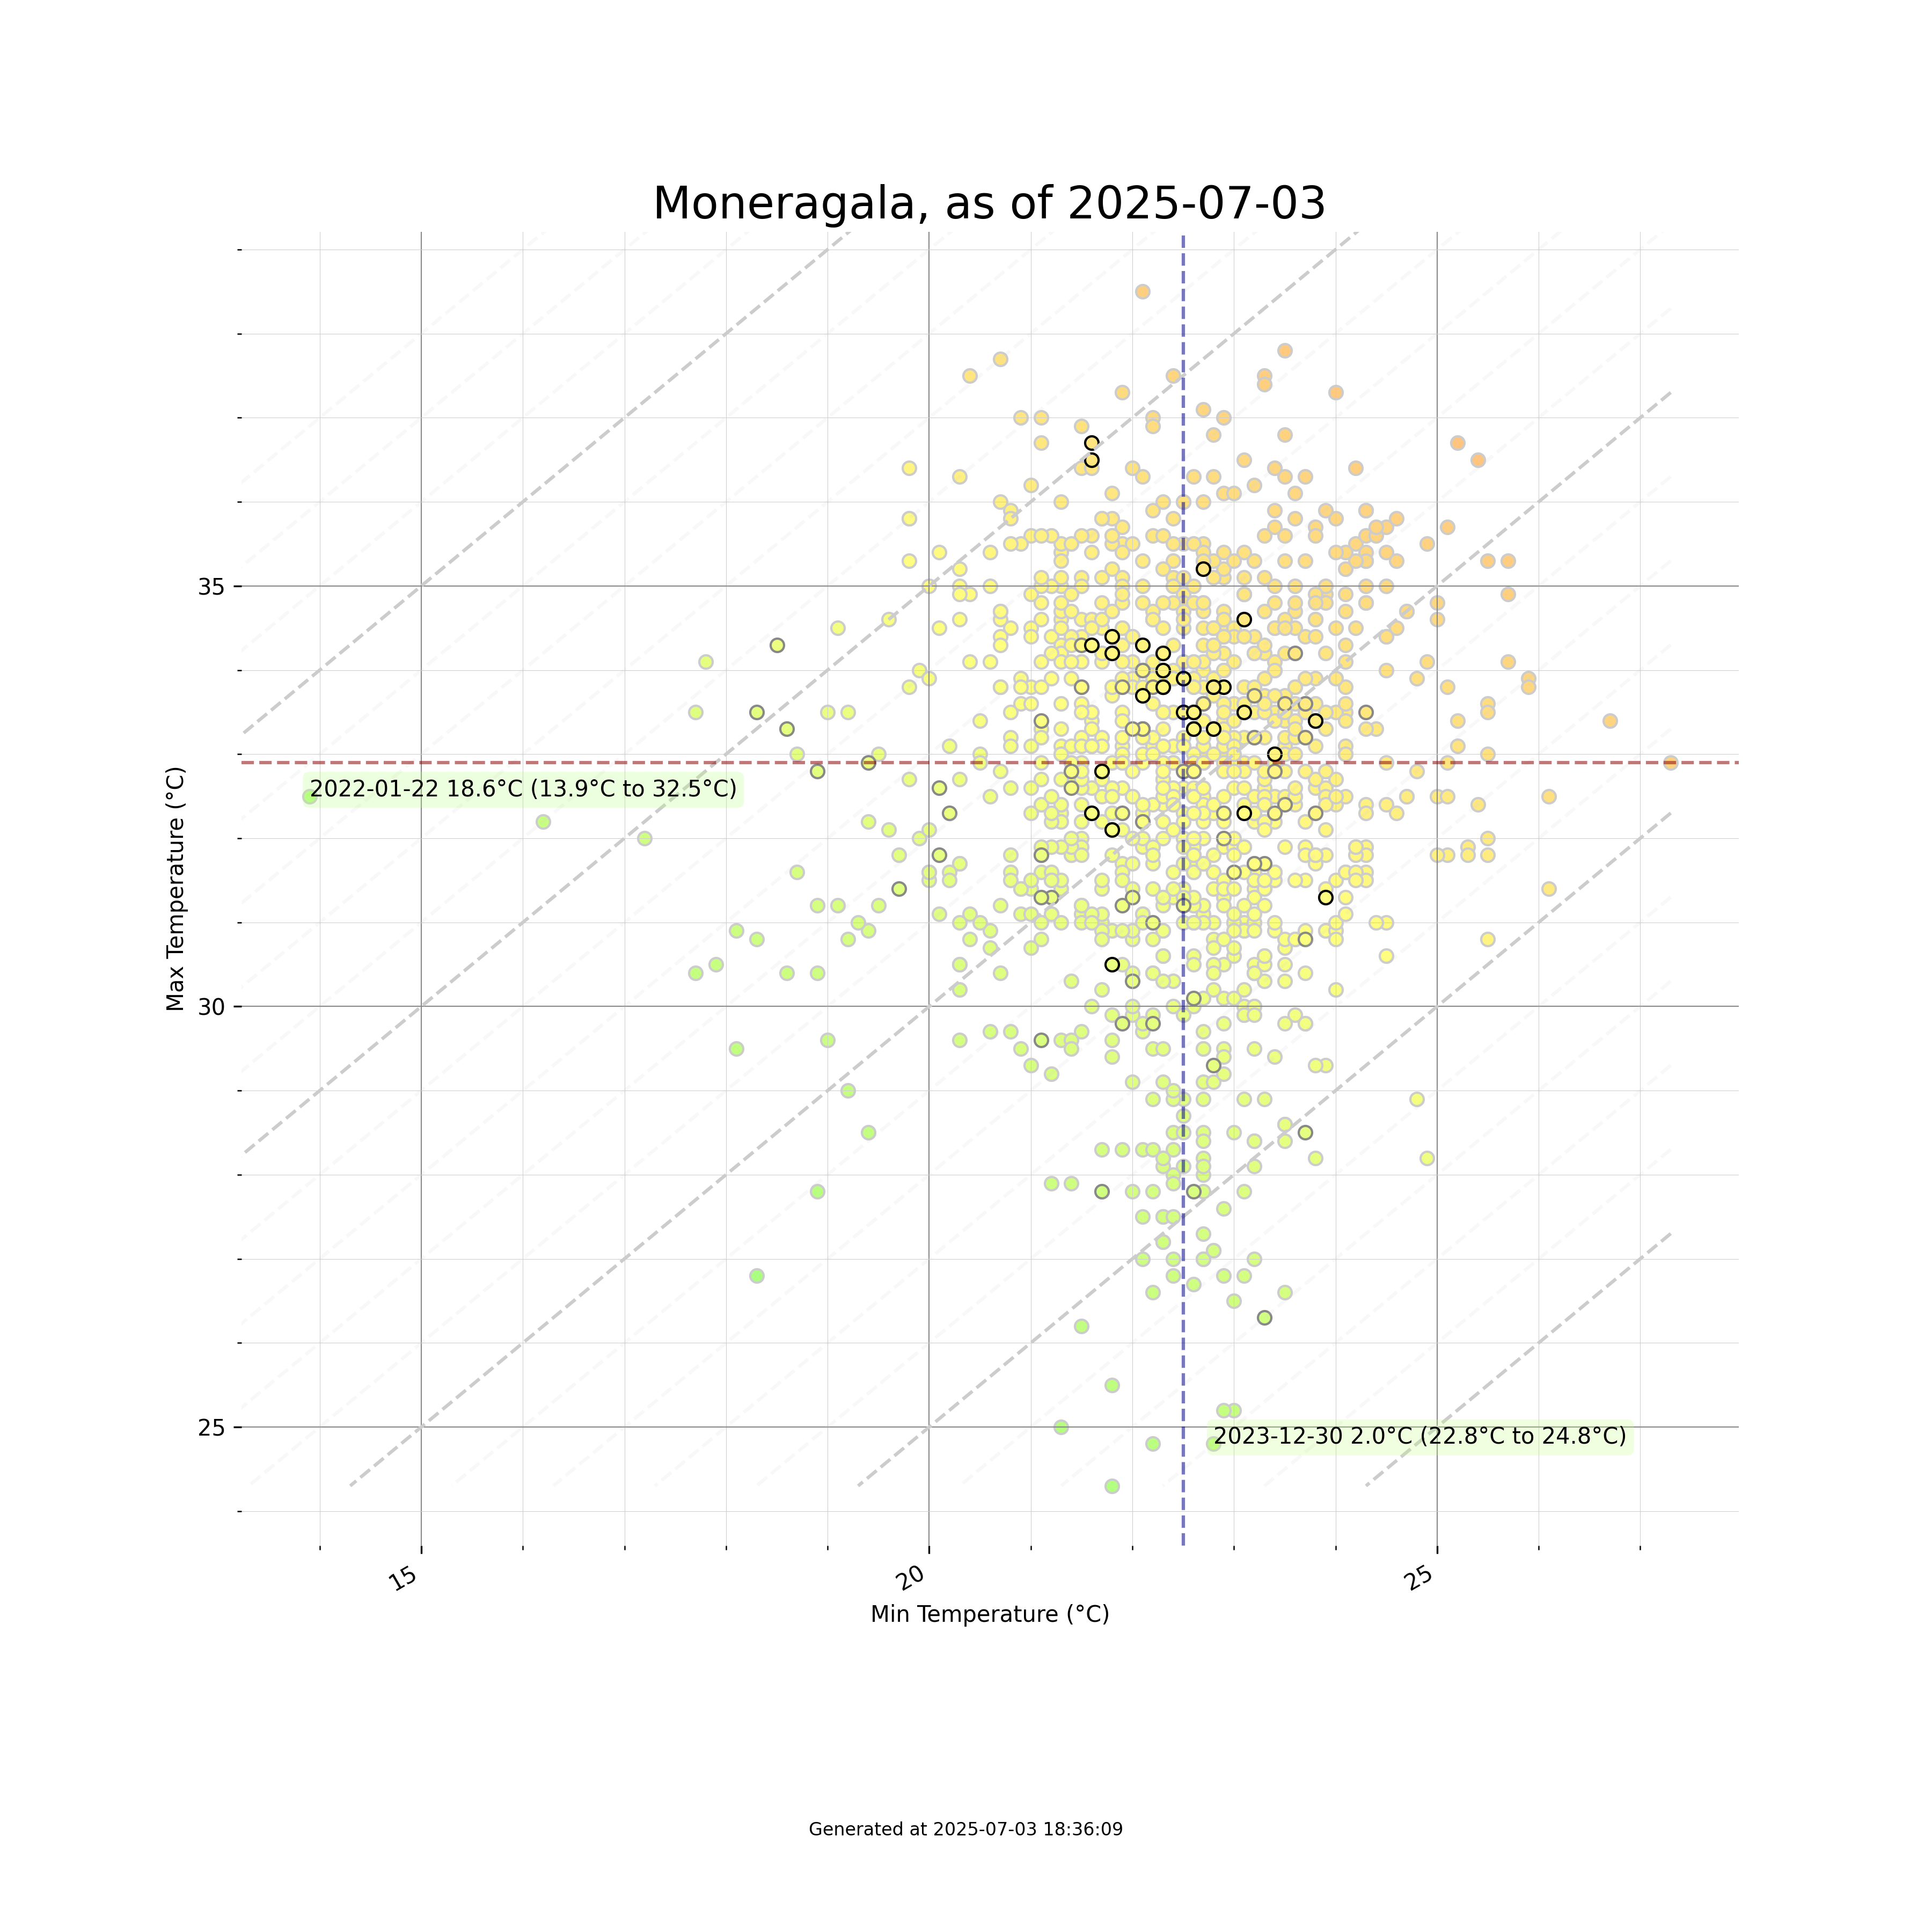 Moneragala, as of 2025-07-03
Max Temperature (°C)
35
30
25
2022-01-22 18.6°C (13.9°C to 32.5°C)
2023-12-30 2.0°C (22.8°C to 24.8°C)
15
20
25
Min Temperature (°C)
Generated at 2025-07-03 18:36:09